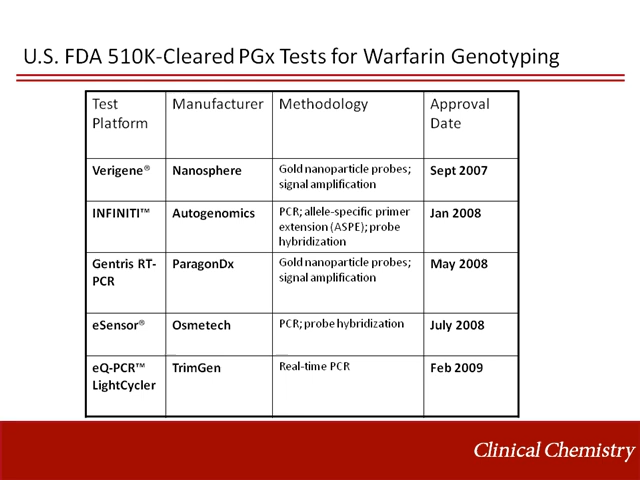 U.S. FDA 510K-Cleared PGx Tests for Warfarin Genotyping
Test Platform
Manufacturer
Methodology
Approval Date
Verigene®
Nanosphere
Gold nanoparticle probes;
signal amplification
Sept 2007
INFINITI™
Autogenomics
PCR; allele-specific primer
extension (ASPE); probe
hybridization
Jan 2008
Gentris RT-
PCR
ParagonDx
Gold nanoparticle probes;
signal amplification
May 2008
eSensor®
Osmetech
PCR; probe hybridization
July 2008
eQ-PCR™
LightCycler
TrimGen
Real-time PCR
Feb 2009
Clinical Chemistry